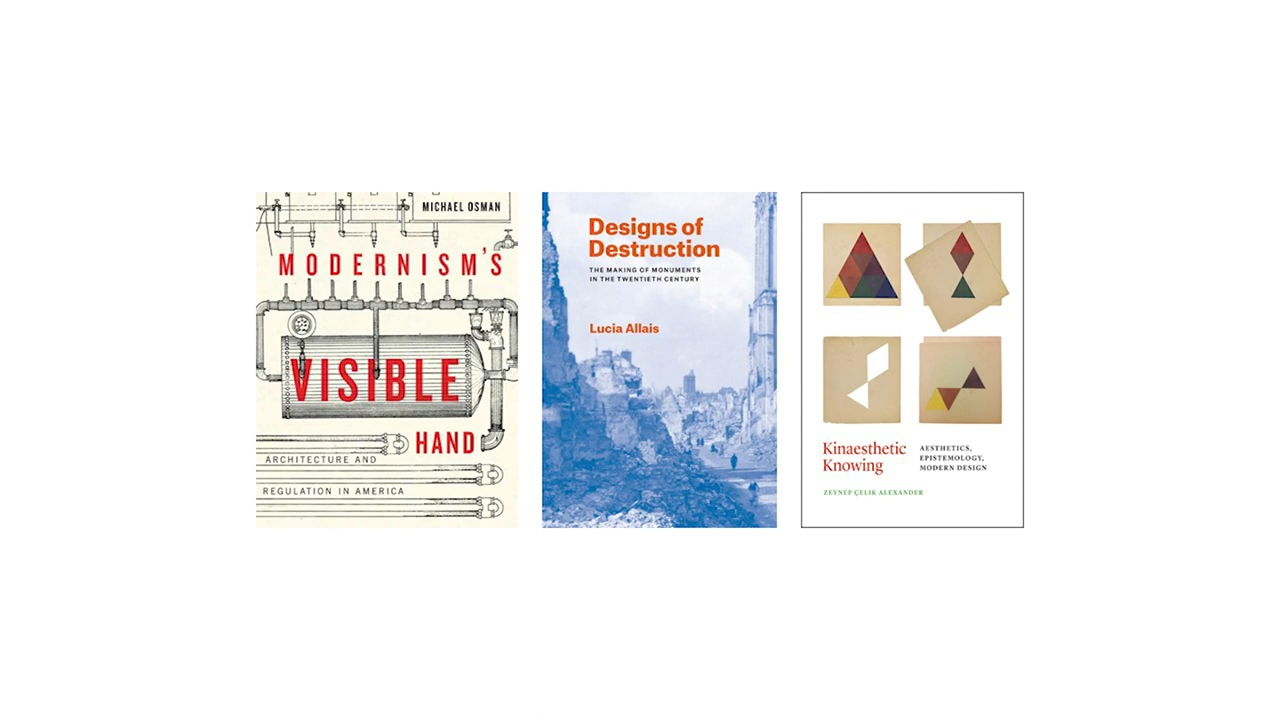 MICHAEL OSMAN
MODERNISM'S
VISIBLE
HAND
ARCHITECTURE AND
REGULATION IN AMERICA
Designs of
Destruction
THE MAKING OF MONUMENTS
IN THE TWENTIETH CENTURY
Lucia Allais
Kinaesthetic
Knowing
AESTHETICS,
EPISTEMOLOGY,
MODERN DESIGN
ZEYNEP ÇELIK ALEXANDER